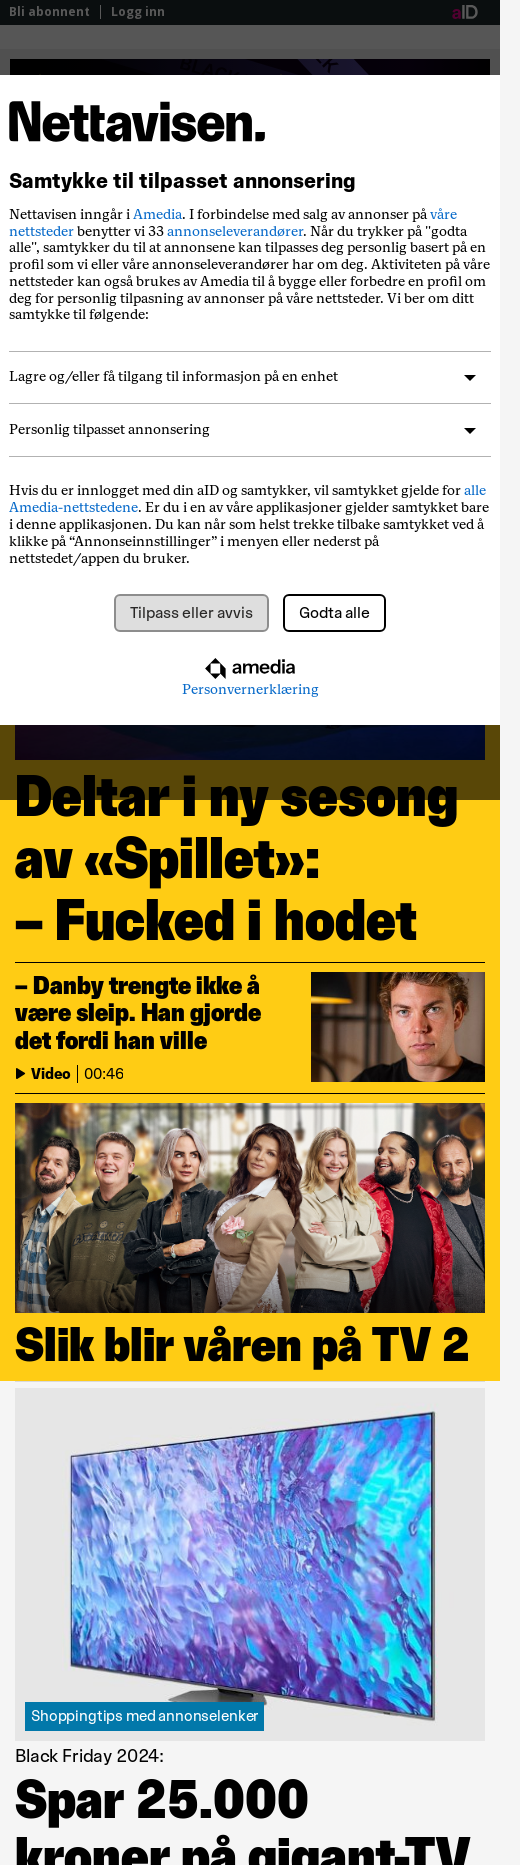 Bli abonnent
Logg inn
aID
Nettavisen.
Samtykke til tilpasset annonsering
Nettavisen inngår i Amedia. I forbindelse med salg av annonser på våre
nettsteder benytter vi 33 annonseleverandører. Når du trykker på "godta
alle", samtykker du til at annonsene kan tilpasses deg personlig basert på en
profil som vi eller våre annonseleverandører har om deg. Aktiviteten på våre
nettsteder kan også brukes av Amedia til å bygge eller forbedre en profil om
deg for personlig tilpasning av annonser på våre nettsteder. Vi ber om ditt
samtykke til følgende:
Lagre og/eller få tilgang til informasjon på en enhet
Personlig tilpasset annonsering
Hvis du er innlogget med din aID og samtykker, vil samtykket gjelde for alle
Amedia-nettstedene. Er du i en av våre applikasjoner gjelder samtykket bare
i denne applikasjonen. Du kan når som helst trekke tilbake samtykket ved å
klikke på “Annonseinnstillinger” i menyen eller nederst på
nettstedet/appen du bruker.
Tilpass eller avvis
Godta alle
amedia
Personvernerklæring
Deltar i ny sesong
av «Spillet»:
– Fucked i hodet
– Danby trengte ikke å
være sleip. Han gjorde
det fordi han ville
Video
00:46
Slik blir våren på TV 2
Shoppingtips med annonselenker
Black Friday 2024:
Spar 25.000
kroner på gigant-TV